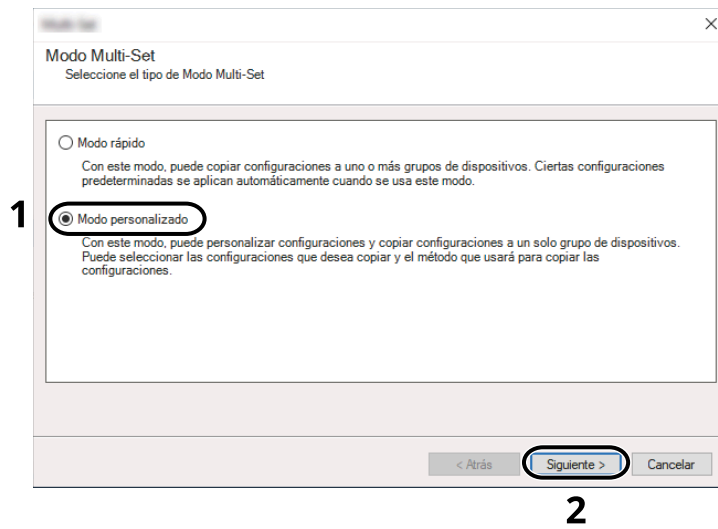 Modo Multi-Set
Seleccione el tipo de Modo Multi-Set
Modo rápido
Con este modo, puede copiar configuraciones a uno o más grupos de dispositivos. Ciertas configuraciones
predeterminadas se aplican automáticamente cuando se usa este modo.
1
Modo personalizado
Con este modo, puede personalizar configuraciones y copiar configuraciones a un solo grupo de dispositivos.
Puede seleccionar las configuraciones que desea copiar y el método que usará para copiar las
configuraciones.
< Atrás Siguiente > Cancelar
2